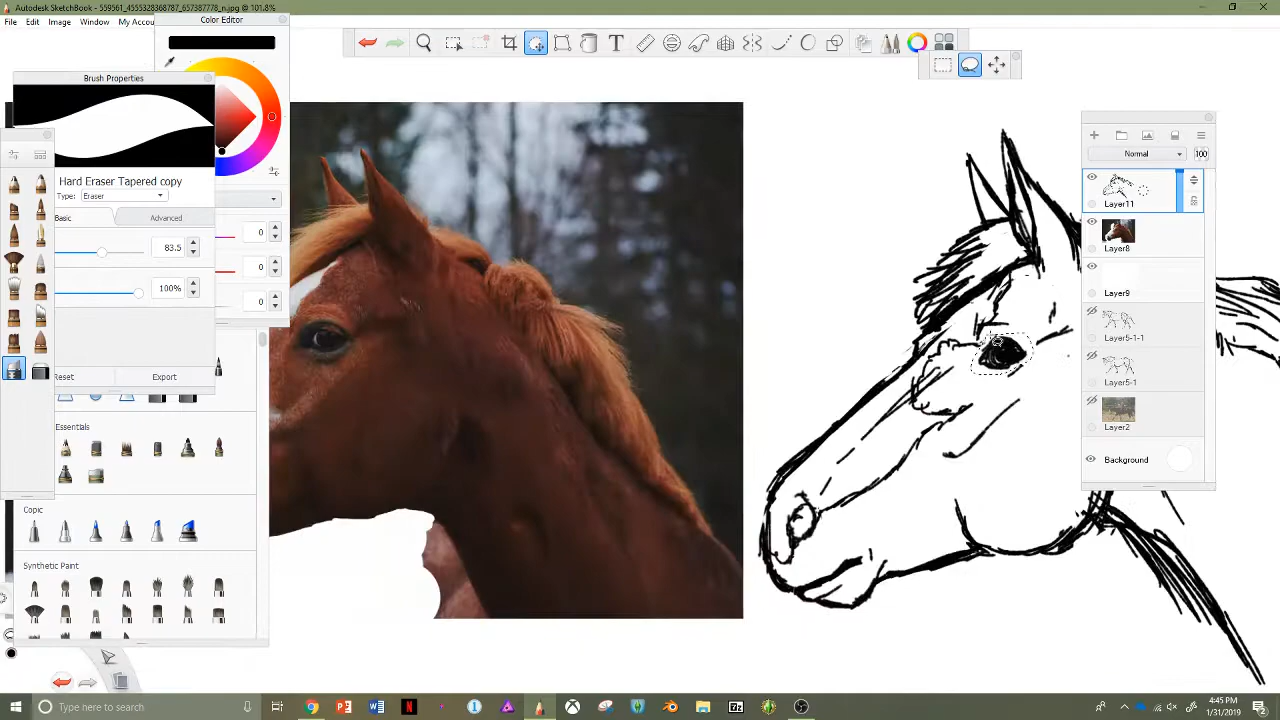 Autodesk SketchBook - 559561_4555328368787_657387778_n.jpg @ 101.8%
File Edit Image Window My Accou
Color Editor
Brush Properties
Hard Eraser Tapered copy
Type: Eraser
Basic Advanced
83.5
100%
Reset Export
0
0
0
Essentials
Copic
Synthetic Paint
Normal 100
Layer11
Layer8
Layer9
Layer5-1-1
Layer5-1
Layer2
Background
Type here to search
4:45 PM
1/31/2019